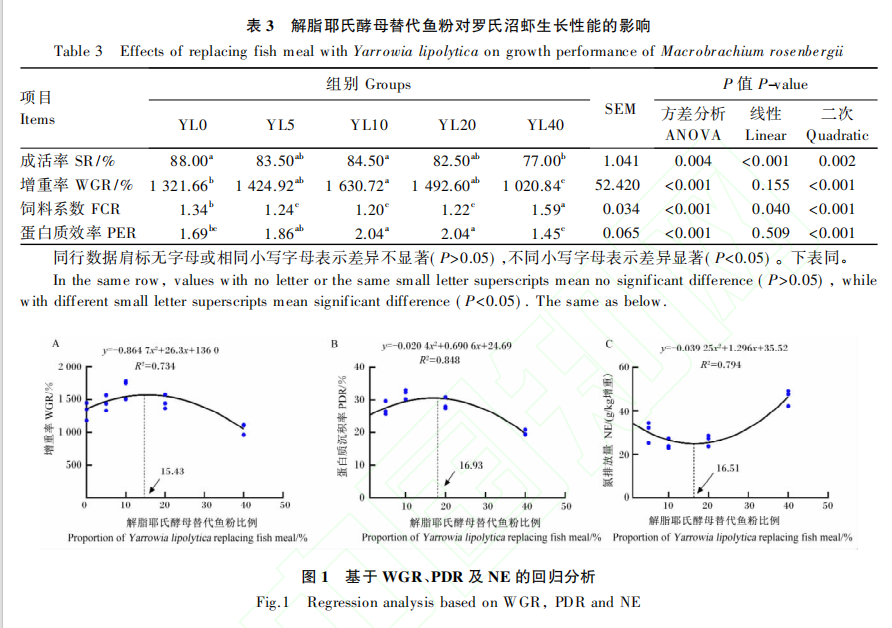 表 3 解脂耶氏酵母替代鱼粉对罗氏沼虾生长性能的影响
Table 3 Effects of replacing fish meal with Yarrowia lipolytica on growth performance of Macrobrachium rosenbergii
项目 Items 组别 Groups SEM P 值 P-value
YL0 YL5 YL10 YL20 YL40 方差分析 ANOVA 线性 Linear 二次 Quadratic
成活率 SR/% 88.00a 83.50ab 84.50a 82.50ab 77.00b 1.041 0.004 <0.001 0.002
增重率 WGR/% 1 321.66b 1 424.92ab 1 630.72a 1 492.60ab 1 020.84c 52.420 <0.001 0.155 <0.001
饲料系数 FCR 1.34b 1.24c 1.20c 1.22c 1.59a 0.034 <0.001 0.040 <0.001
蛋白质效率 PER 1.69bc 1.86ab 2.04a 2.04a 1.45c 0.065 <0.001 0.509 <0.001
同行数据肩标无字母或相同小写字母表示差异不显著( P>0.05) ,不同小写字母表示差异显著( P<0.05) 。下表同。
In the same row, values with no letter or the same small letter superscripts mean no significant difference ( P>0.05) , while
with different small letter superscripts mean significant difference ( P<0.05) . The same as below.
A
y=-0.864 7x²+26.3x+136 0
R²=0.734
增重率 WGR/%
2 000
1 500
1 000
500
15.43
0 10 20 30 40 50
解脂耶氏酵母替代鱼粉比例
Proportion of Yarrowia lipolytica replacing fish meal/%
B
y=-0.020 4x²+0.690 6x+24.69
R²=0.848
蛋白质沉积率 PDR/%
40
30
20
10
0
16.93
10 20 30 40 50
解脂耶氏酵母替代鱼粉比例
Proportion of Yarrowia lipolytica replacing fish meal/%
C
y=-0.039 25x²+1.296x+35.52
R²=0.794
氮排放量 NE/(g/kg增重)
60
40
20
0
16.51
10 20 30 40 50
解脂耶氏酵母替代鱼粉比例
Proportion of Yarrowia lipolytica replacing fish meal/%
图 1 基于 WGR、PDR 及 NE 的回归分析
Fig.1 Regression analysis based on WGR, PDR and NE